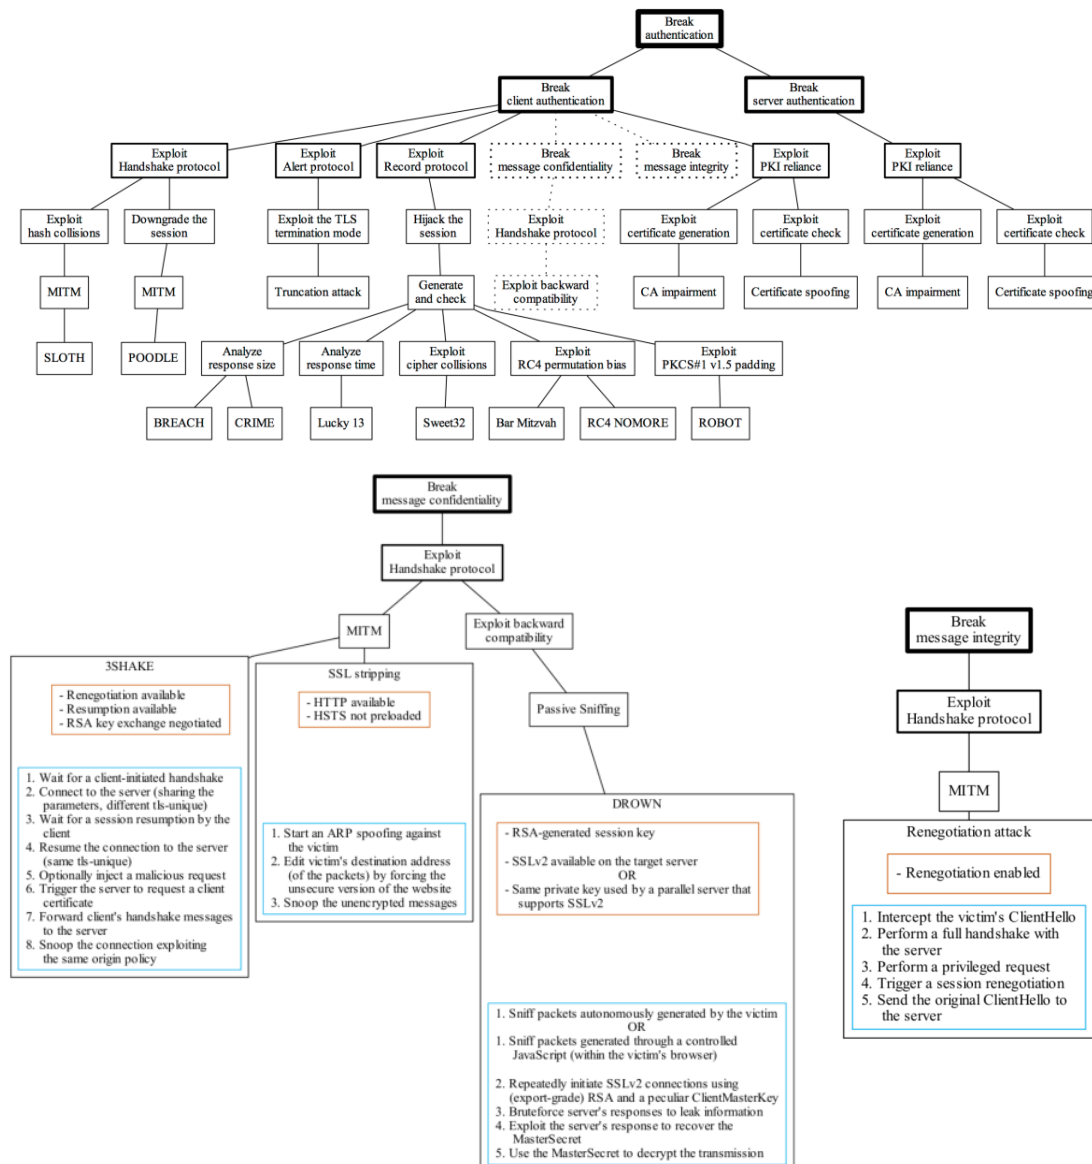 Break
authentication
Break
client authentication
Break
server authentication
Exploit
Handshake protocol
Exploit
Alert protocol
Exploit
Record protocol
Break
message confidentiality
Break
message integrity
Exploit
PKI reliance
Exploit
PKI reliance
Exploit
hash collisions
Downgrade the
session
Exploit the TLS
termination mode
Hijack the
session
Exploit
Handshake protocol
Exploit
certificate generation
Exploit
certificate check
Exploit
certificate generation
Exploit
certificate check
MITM
MITM
Truncation attack
Generate
and check
Exploit backward
compatibility
CA impairment
Certificate spoofing
CA impairment
Certificate spoofing
SLOTH
POODLE
Analyze
response size
Analyze
response time
Exploit
cipher collisions
Exploit
RC4 permutation bias
Exploit
PKCS#1 v1.5 padding
BREACH
CRIME
Lucky 13
Sweet32
Bar Mitzvah
RC4 NOMORE
ROBOT
Break
message confidentiality
Exploit
Handshake protocol
MITM
Exploit backward
compatibility
3SHAKE
- Renegotiation available
- Resumption available
- RSA key exchange negotiated
1. Wait for a client-initiated handshake
2. Connect to the server (sharing the
parameters, different tls-unique)
3. Wait for a session resumption by the
client
4. Resume the connection to the server
(same tls-unique)
5. Optionally inject a malicious request
6. Trigger the server to request a client
certificate
7. Forward client's handshake messages
to the server
8. Snoop the connection exploiting
the same origin policy
SSL stripping
- HTTP available
- HSTS not preloaded
1. Start an ARP spoofing against
the victim
2. Edit victim's destination address
(of the packets) by forcing the
unsecure version of the website
3. Snoop the unencrypted messages
Passive Sniffing
DROWN
- RSA-generated session key
- SSLv2 available on the target server
OR
- Same private key used by a parallel server that
supports SSLv2
1. Sniff packets autonomously generated by the victim
OR
1. Sniff packets generated through a controlled
JavaScript (within the victim's browser)
2. Repeatedly initiate SSLv2 connections using
(export-grade) RSA and a peculiar ClientMasterKey
3. Bruteforce server's responses to leak information
4. Exploit the server's response to recover the
MasterSecret
5. Use the MasterSecret to decrypt the transmission
Break
message integrity
Exploit
Handshake protocol
MITM
Renegotiation attack
- Renegotiation enabled
1. Intercept the victim's ClientHello
2. Perform a full handshake with
the server
3. Perform a privileged request
4. Trigger a session renegotiation
5. Send the original ClientHello to
the server